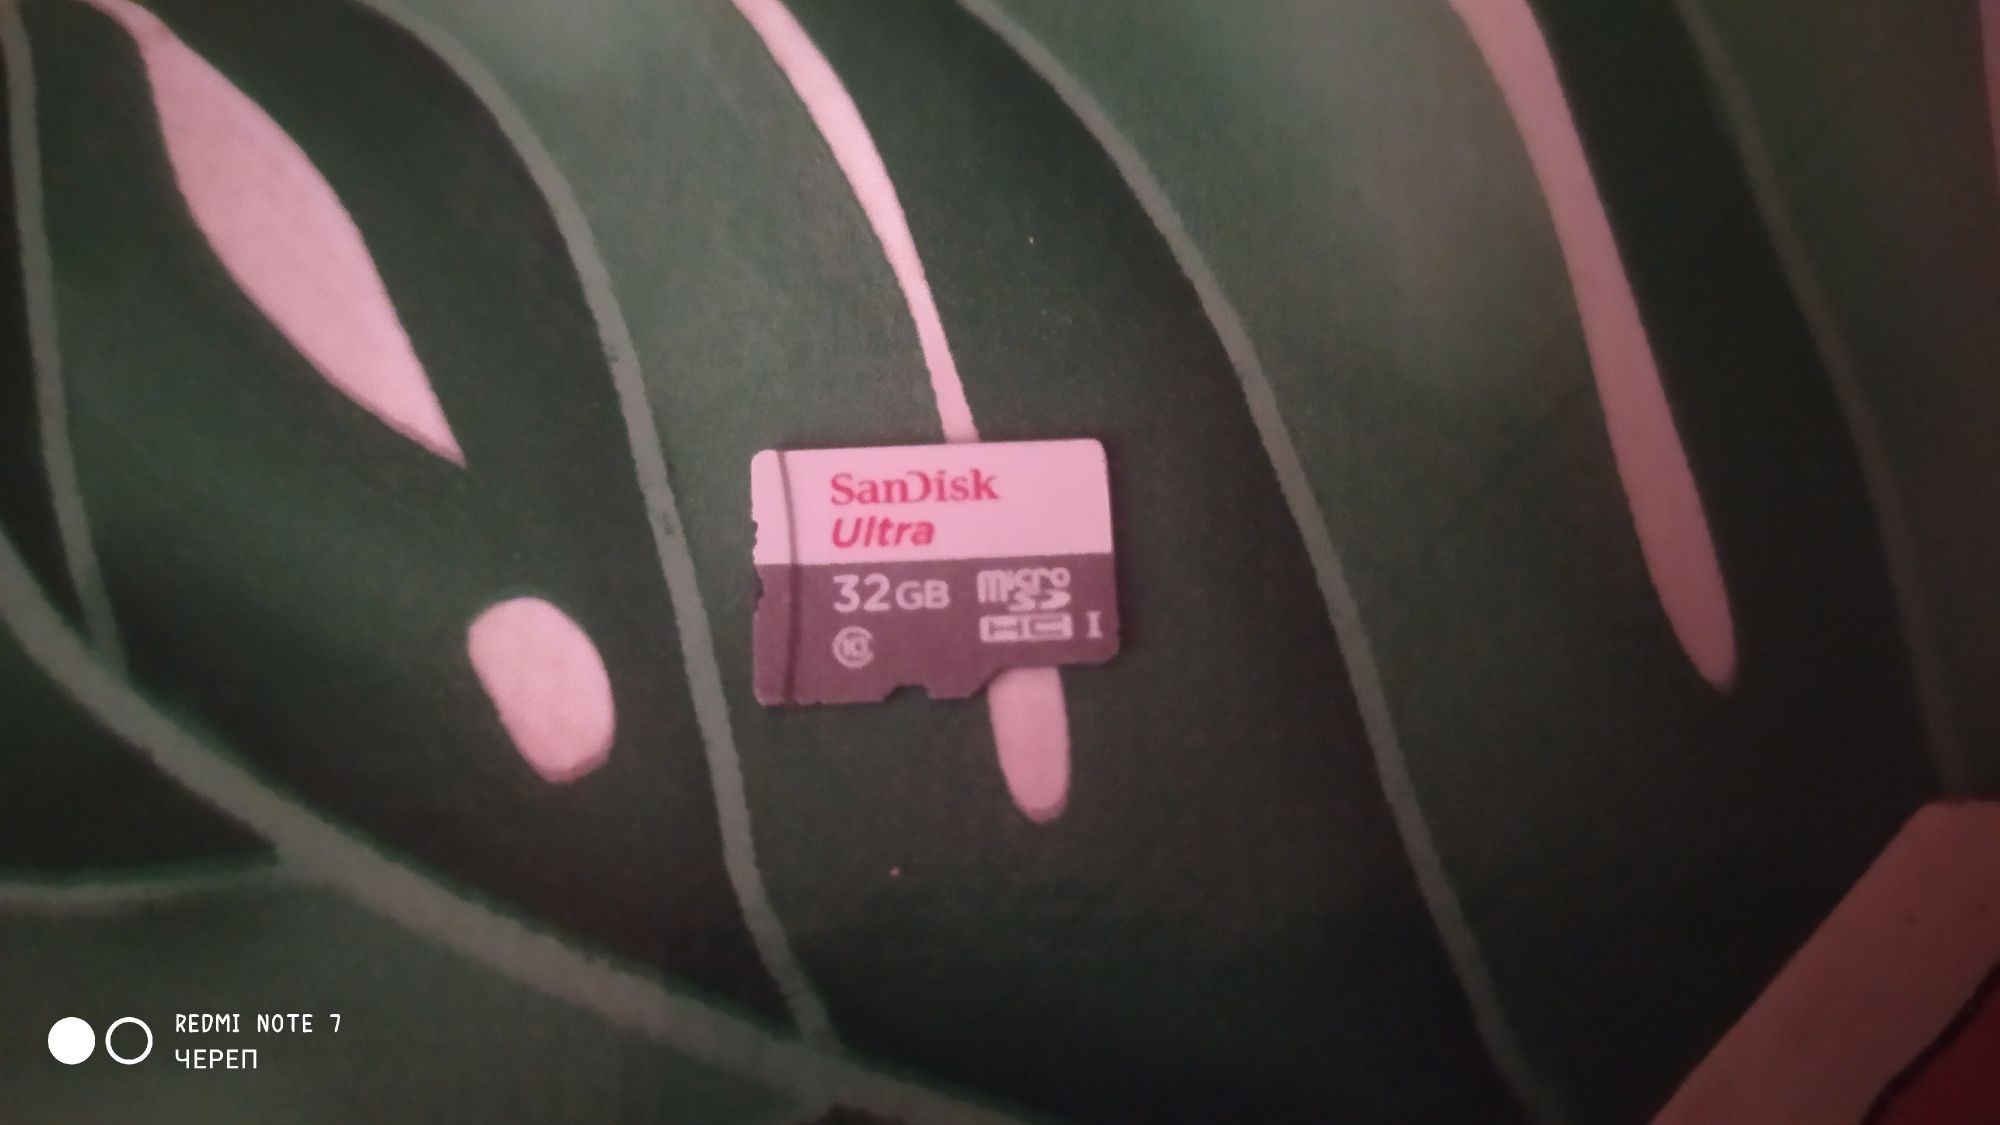 SanDisk
Ultra
32GB
micro
SD
HC I
10
REDMI NOTE 7
ЧЕРЕП